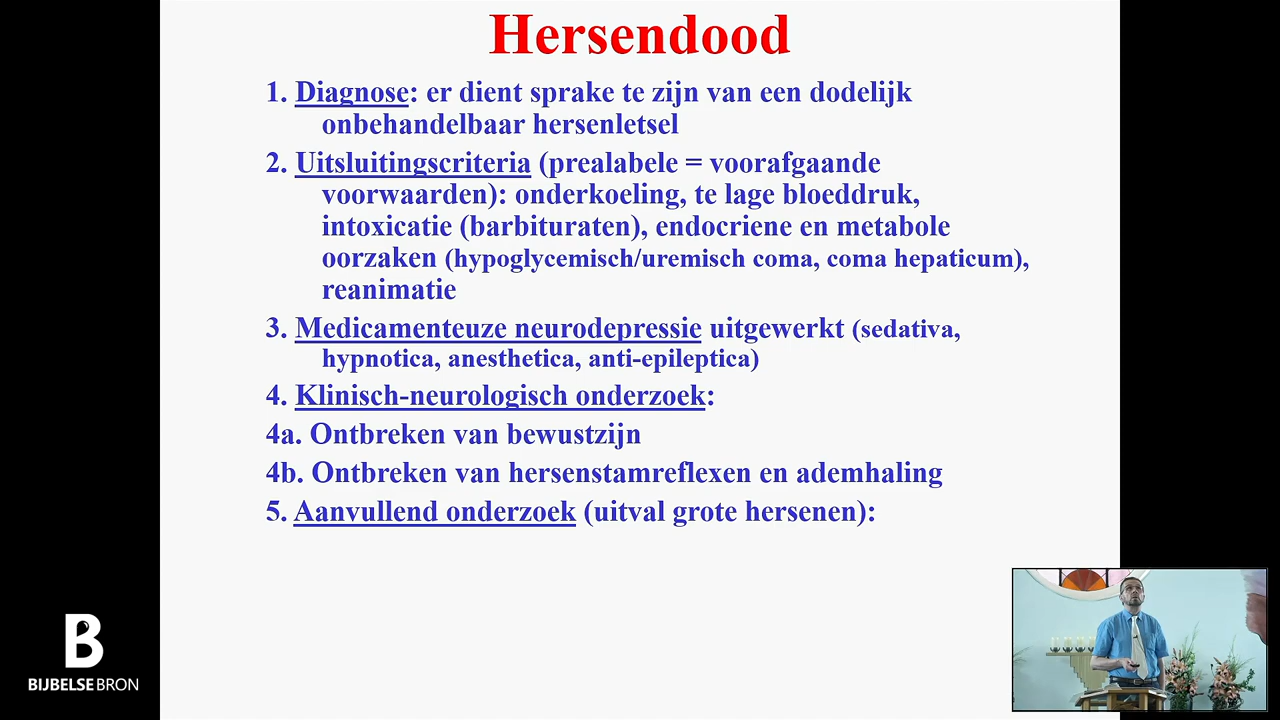 Hersendood
1. Diagnose: er dient sprake te zijn van een dodelijk
onbehandelbaar hersenletsel
2. Uitsluitingscriteria (prealabele = voorafgaande
voorwaarden): onderkoeling, te lage bloeddruk,
intoxicatie (barbituraten), endocriene en metabole
oorzaken (hypoglycemisch/uremisch coma, coma hepaticum),
reanimatie
3. Medicamenteuze neurodepressie uitgewerkt (sedativa,
hypnotica, anesthetica, anti-epileptica)
4. Klinisch-neurologisch onderzoek:
4a. Ontbreken van bewustzijn
4b. Ontbreken van hersenstamreflexen en ademhaling
5. Aanvullend onderzoek (uitval grote hersenen):
B
BIJBELSE BRON